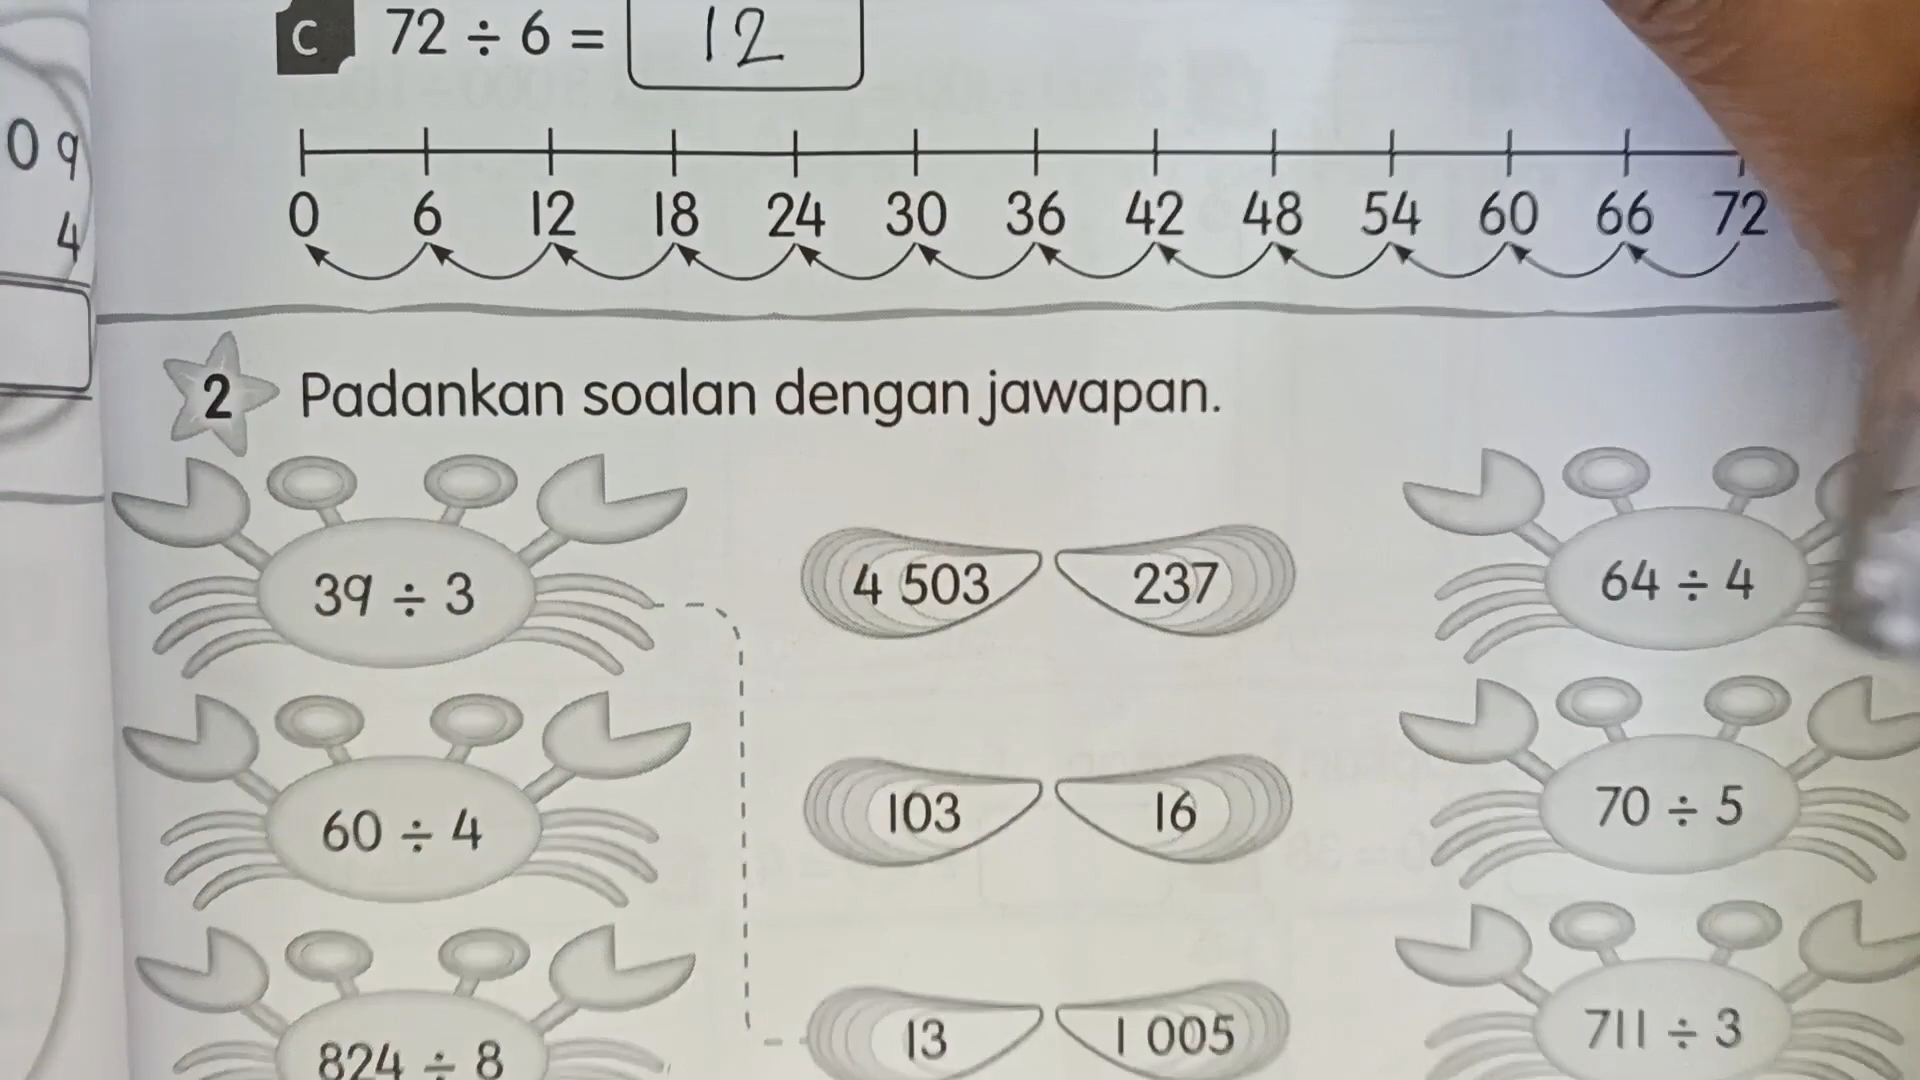 C 72 ÷ 6 = 12
09
4
0 6 12 18 24 30 36 42 48 54 60 66 72
2 Padankan soalan dengan jawapan.
39 ÷ 3 4 503 237 64 ÷ 4
60 ÷ 4 103 16 70 ÷ 5
824 ÷ 8 13 1 005 711 ÷ 3